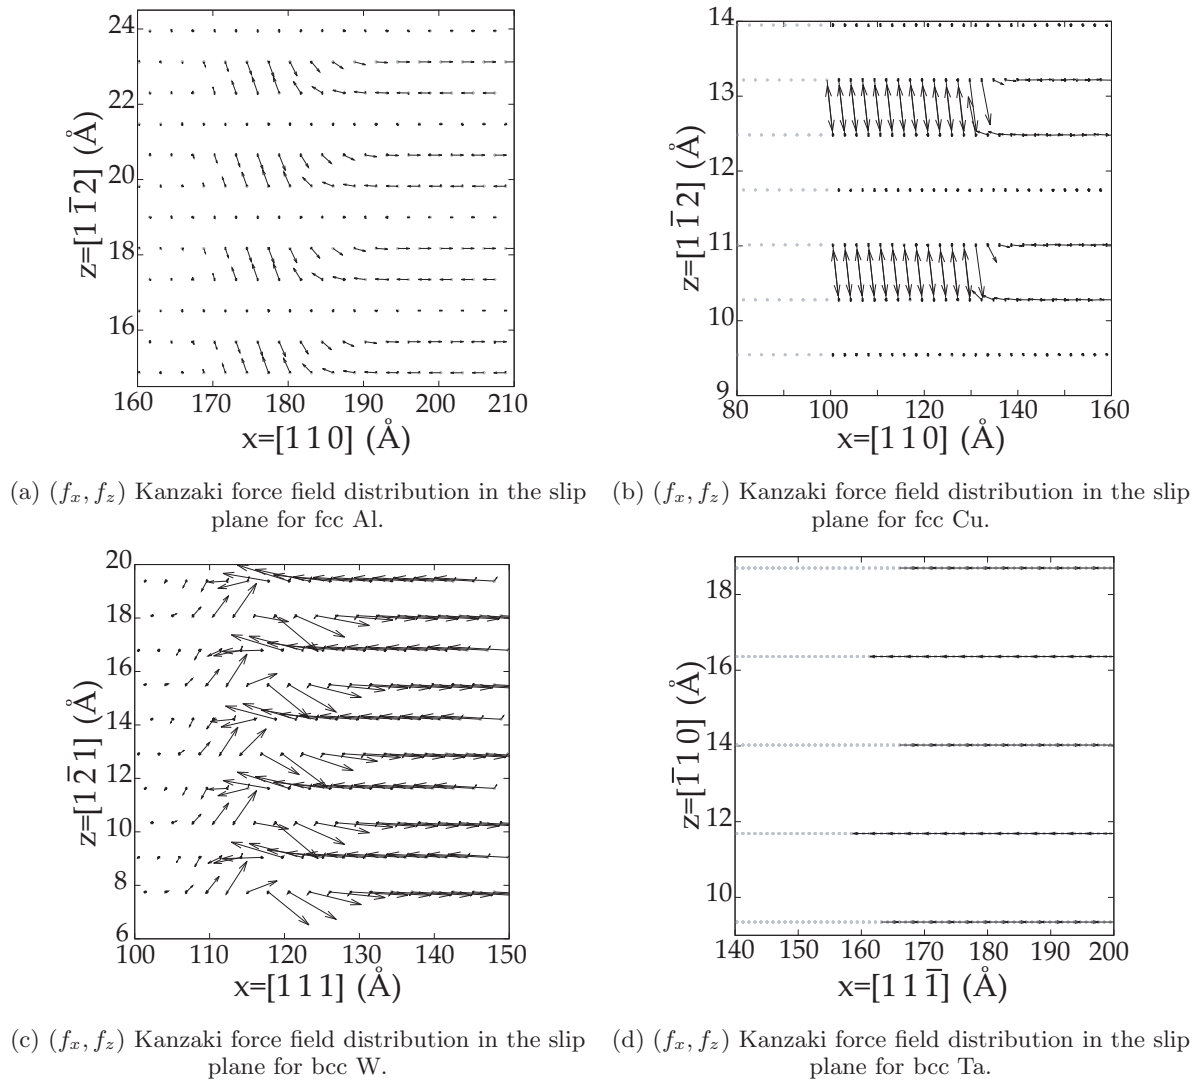 24
22
20
18
16
z=[1 1̅ 2] (Å)
160 170 180 190 200 210
x=[1 1 0] (Å)
14
13
12
11
10
9
z=[1 1̅ 2] (Å)
80 100 120 140 160
x=[1 1 0] (Å)
(a) (fₓ, f_z) Kanzaki force field distribution in the slip
plane for fcc Al.
(b) (fₓ, f_z) Kanzaki force field distribution in the slip
plane for fcc Cu.
20
18
16
14
12
10
8
6
z=[1 2̅ 1] (Å)
100 110 120 130 140 150
x=[1 1 1] (Å)
18
16
14
12
10
z=[1̅ 1 0] (Å)
140 150 160 170 180 190 200
x=[1 1 1̅] (Å)
(c) (fₓ, f_z) Kanzaki force field distribution in the slip
plane for bcc W.
(d) (fₓ, f_z) Kanzaki force field distribution in the slip
plane for bcc Ta.